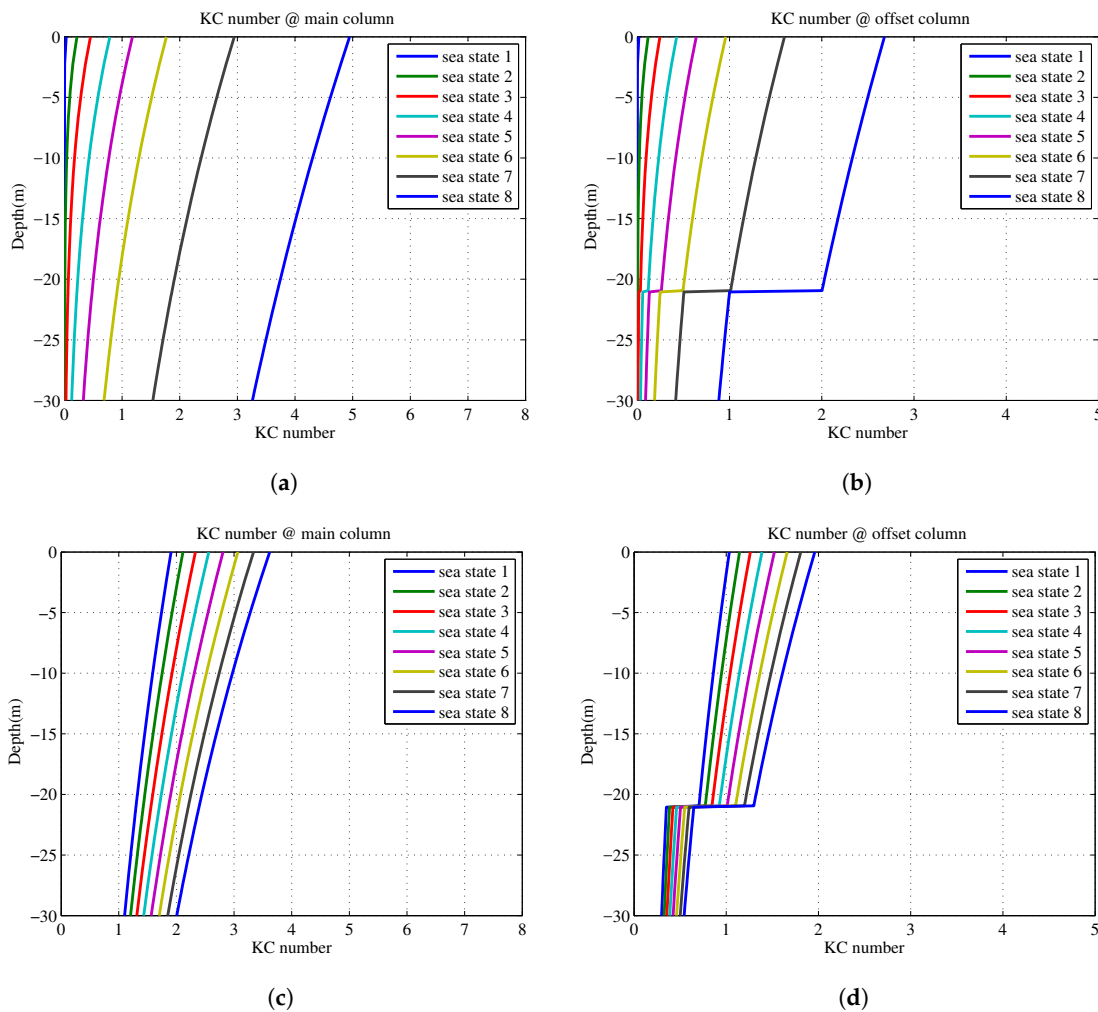 KC number @ main column
0
−5
−10
−15
−20
−25
−30
Depth(m)
sea state 1
sea state 2
sea state 3
sea state 4
sea state 5
sea state 6
sea state 7
sea state 8
0 1 2 3 4 5 6 7 8
KC number
(a)
KC number @ offset column
0
−5
−10
−15
−20
−25
−30
Depth(m)
sea state 1
sea state 2
sea state 3
sea state 4
sea state 5
sea state 6
sea state 7
sea state 8
0 1 2 3 4 5
KC number
(b)
KC number @ main column
0
−5
−10
−15
−20
−25
−30
Depth(m)
sea state 1
sea state 2
sea state 3
sea state 4
sea state 5
sea state 6
sea state 7
sea state 8
0 1 2 3 4 5 6 7 8
KC number
(c)
KC number @ offset column
0
−5
−10
−15
−20
−25
−30
Depth(m)
sea state 1
sea state 2
sea state 3
sea state 4
sea state 5
sea state 6
sea state 7
sea state 8
0 1 2 3 4 5
KC number
(d)